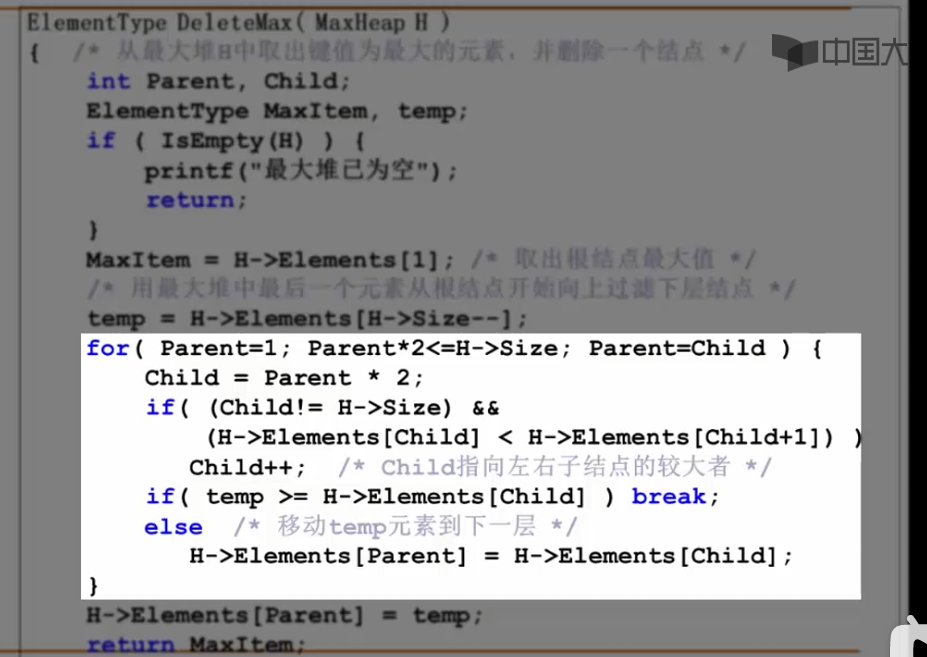 ElementType DeleteMax( MaxHeap H )
{ /* 从最大堆H中取出键值为最大的元素，并删除一个结点 */
中国大
int Parent, Child;
ElementType MaxItem, temp;
if ( IsEmpty(H) ) {
printf("最大堆已为空");
return;
}
MaxItem = H->Elements[1]; /* 取出根结点最大值 */
/* 用最大堆中最后一个元素从根结点开始向上过滤下层结点 */
temp = H->Elements[H->Size--];
for( Parent=1; Parent*2<=H->Size; Parent=Child ) {
Child = Parent * 2;
if( (Child!= H->Size) &&
(H->Elements[Child] < H->Elements[Child+1]) )
Child++; /* Child指向左右子结点的较大者 */
if( temp >= H->Elements[Child] ) break;
else /* 移动temp元素到下一层 */
H->Elements[Parent] = H->Elements[Child];
}
H->Elements[Parent] = temp;
return MaxItem;